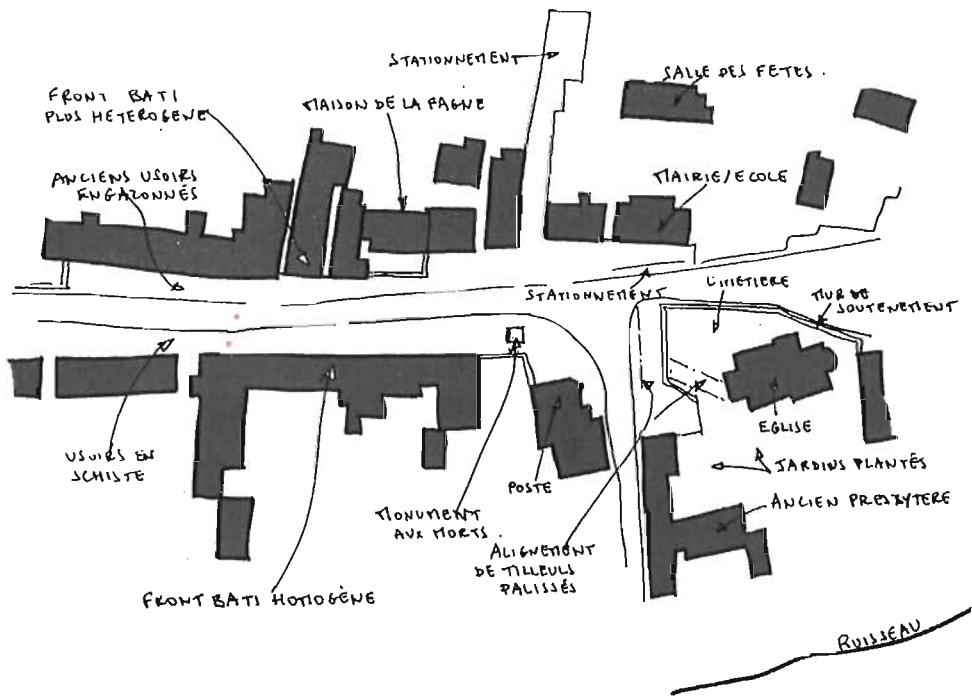 STATIONNEMENT
SALLE DES FETES.
FRONT BATI
PLUS HETEROGENE
MAISON DE LA FAGNE
ANCIENS USOIRS
ENGAZONNÉS
MAIRIE/ECOLE
STATIONNEMENT
CIMETIERE
MUR DE
SOUTENEMENT
USOIRS EN
SCHISTE
EGLISE
POSTE
JARDINS PLANTÉS
MONUMENT
AUX MORTS.
ANCIEN PRESBYTERE
ALIGNEMENT
DE TILLEULS
PALISSÉS
FRONT BATI HOMOGÈNE
RUISSEAU